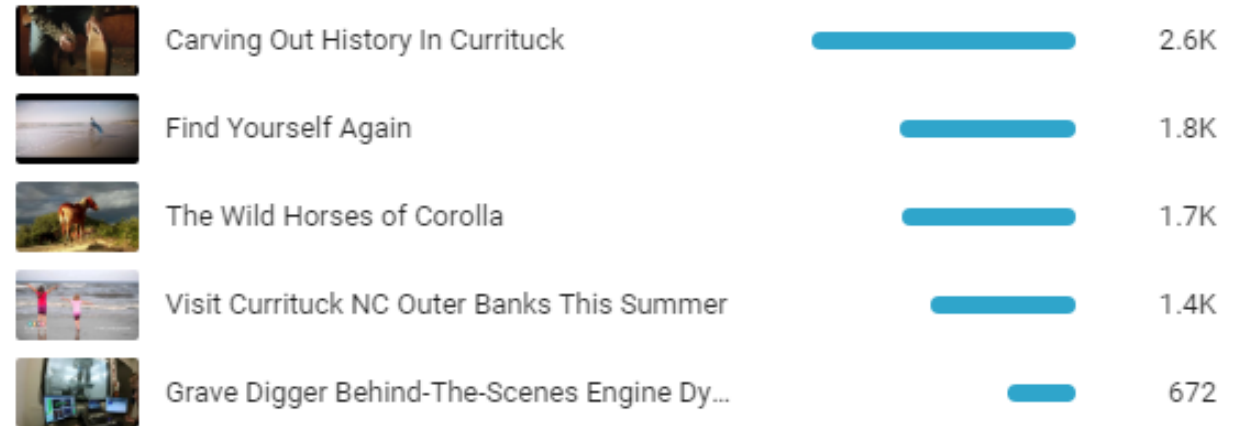 Carving Out History In Currituck 2.6K
Find Yourself Again 1.8K
The Wild Horses of Corolla 1.7K
Visit Currituck NC Outer Banks This Summer 1.4K
Grave Digger Behind-The-Scenes Engine Dy... 672